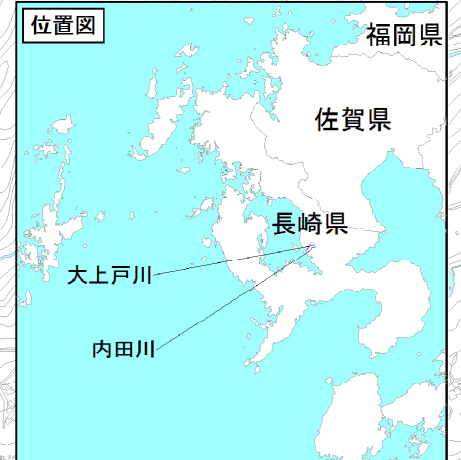 位置図
福岡県
佐賀県
長崎県
大上戸川
内田川